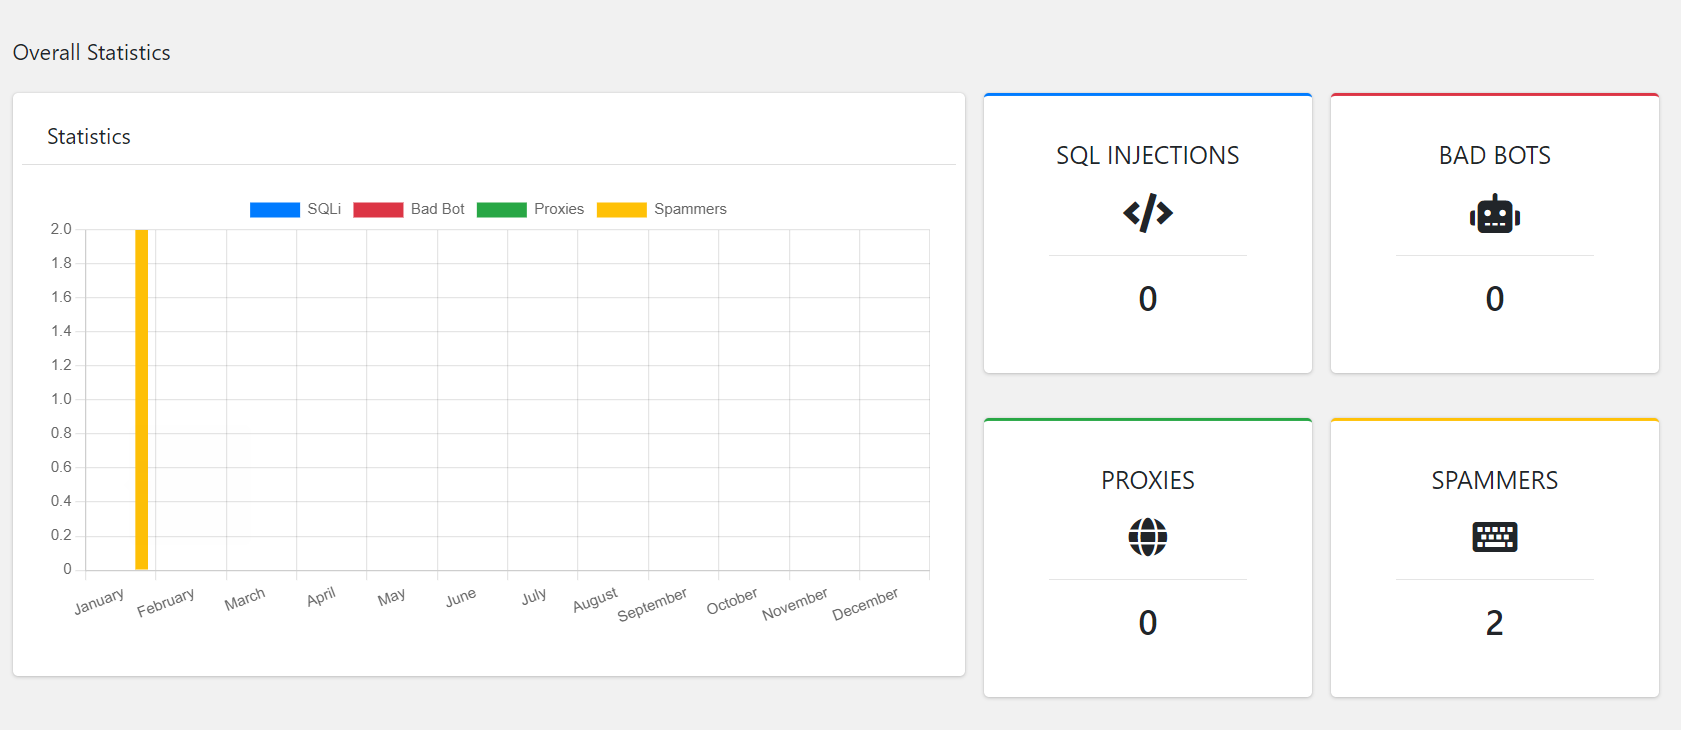 Overall Statistics
Statistics
SQLi Bad Bot Proxies Spammers
2.0
1.8
1.6
1.4
1.2
1.0
0.8
0.6
0.4
0.2
0
January February March April May June July August September October November December
SQL INJECTIONS
0
BAD BOTS
0
PROXIES
0
SPAMMERS
2